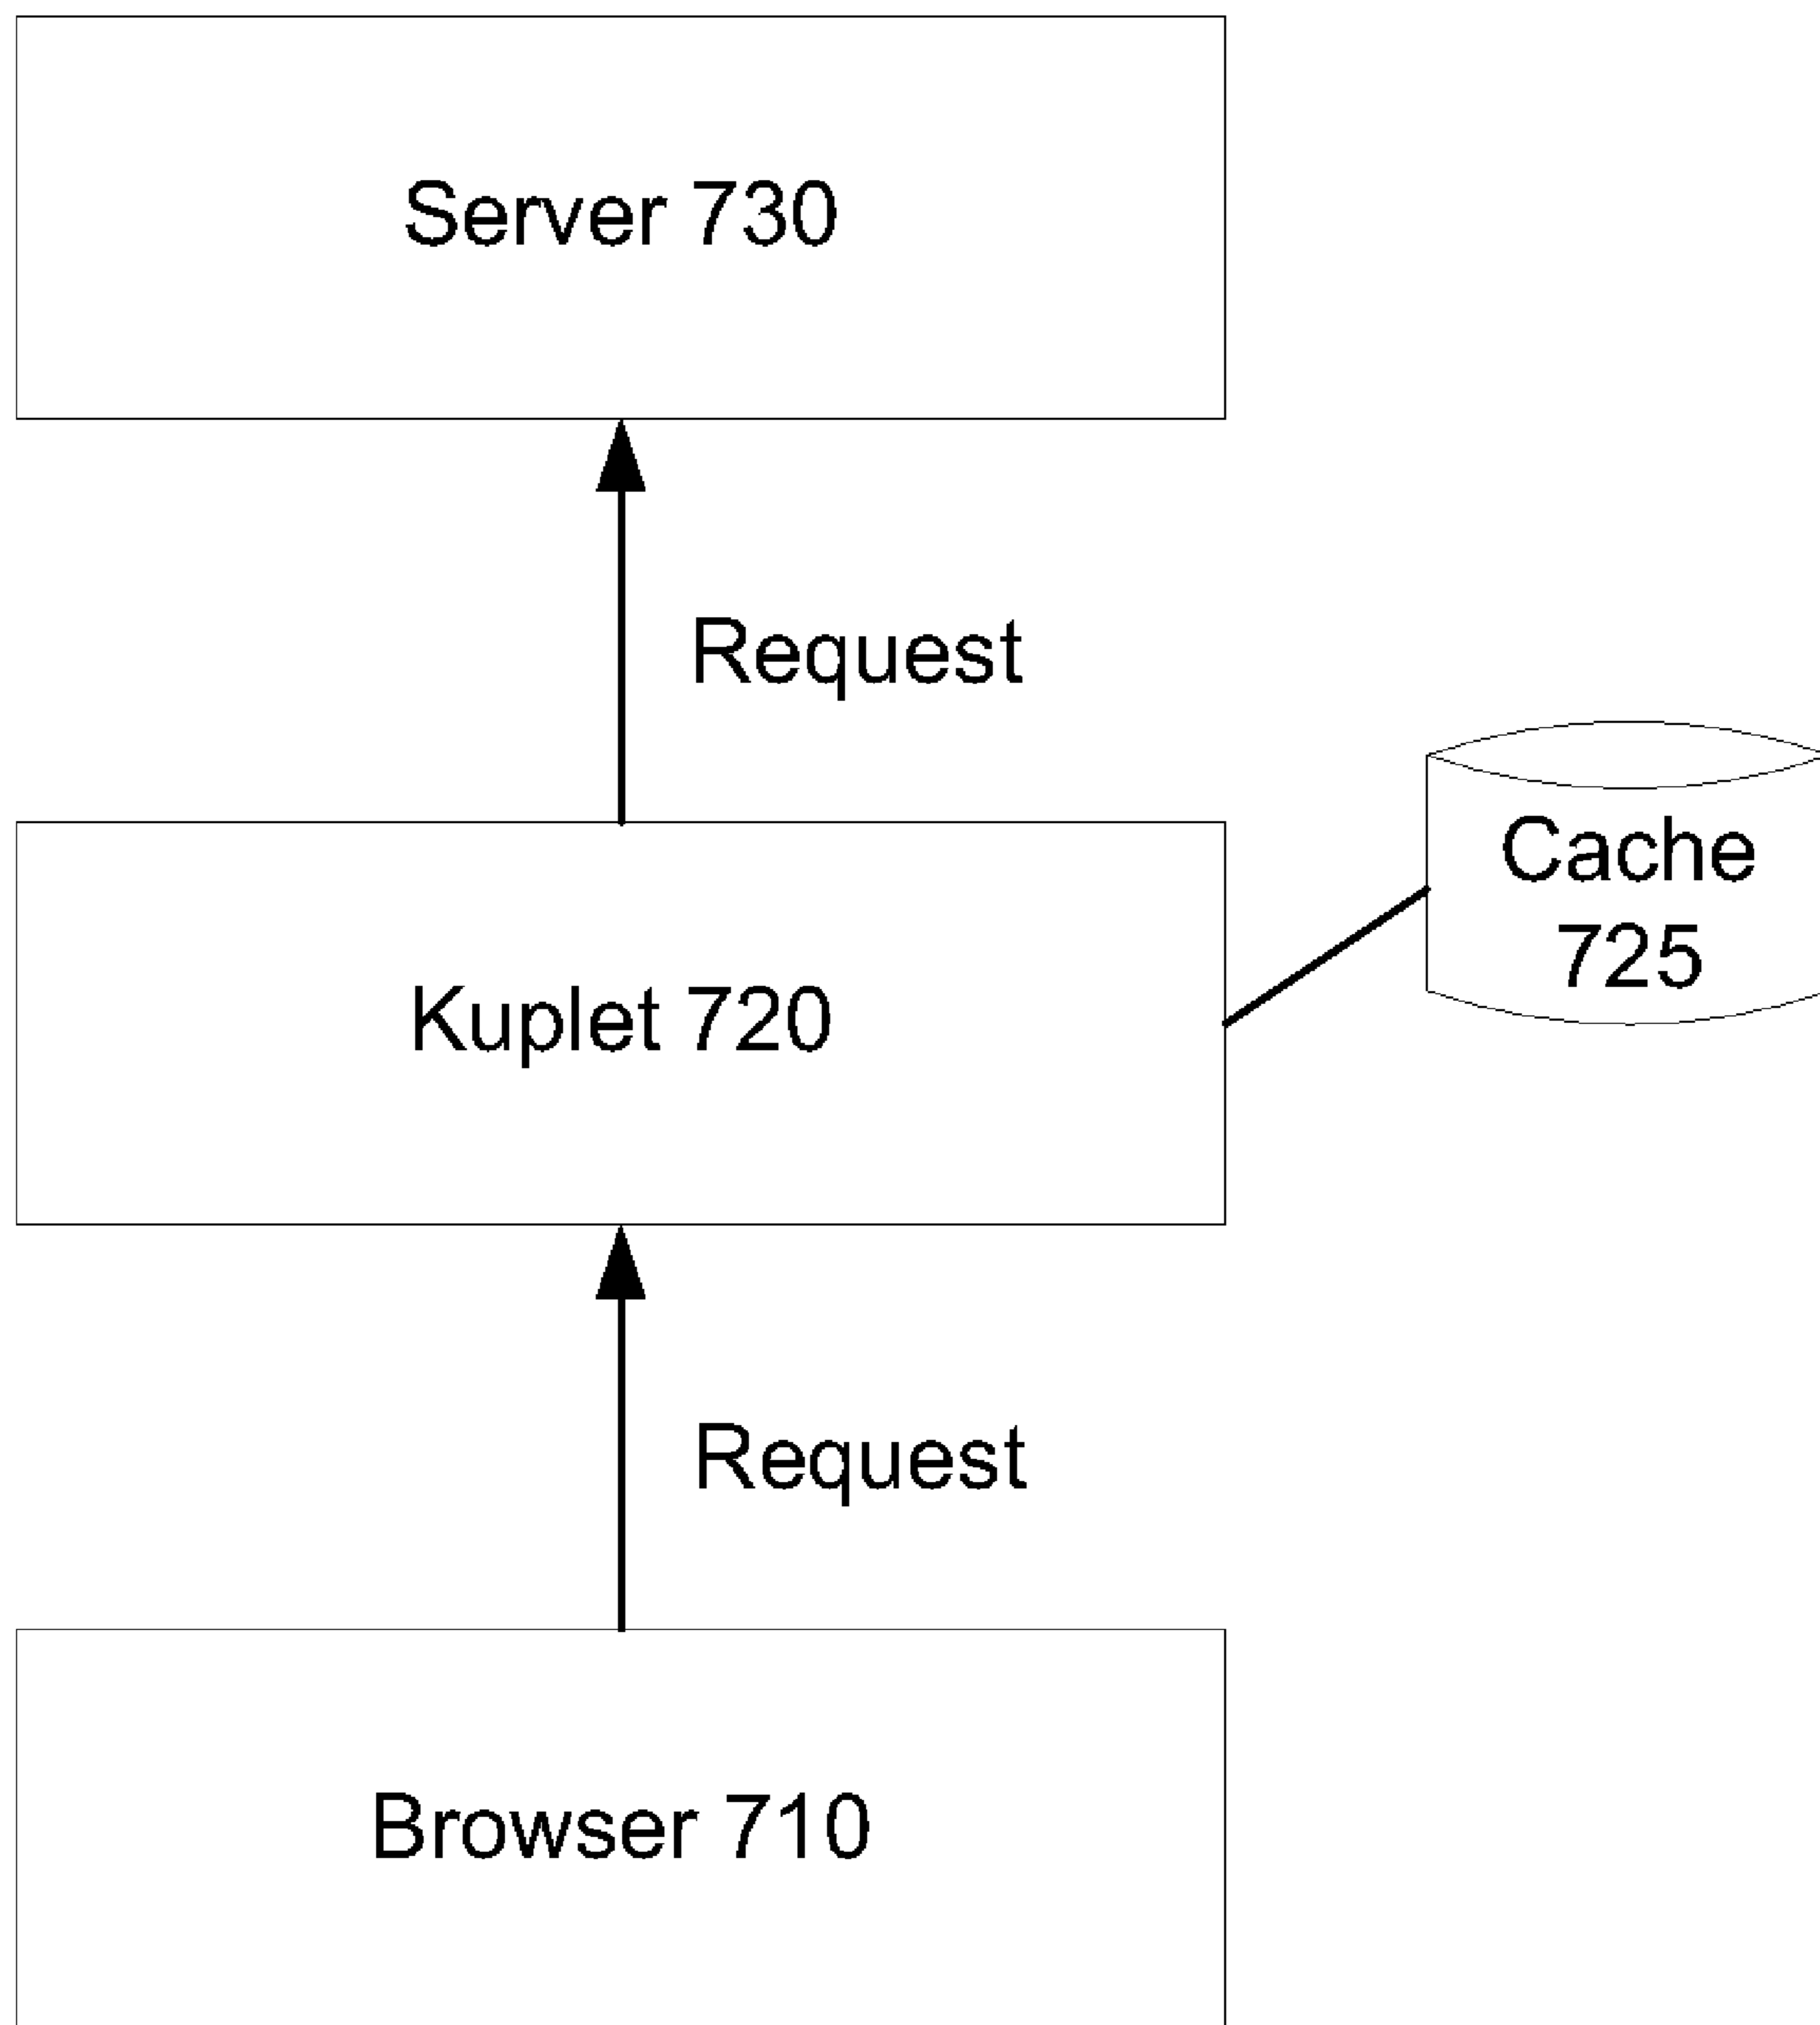 Server 730
Request
Cache
725
Kuplet 720
Request
Browser 710